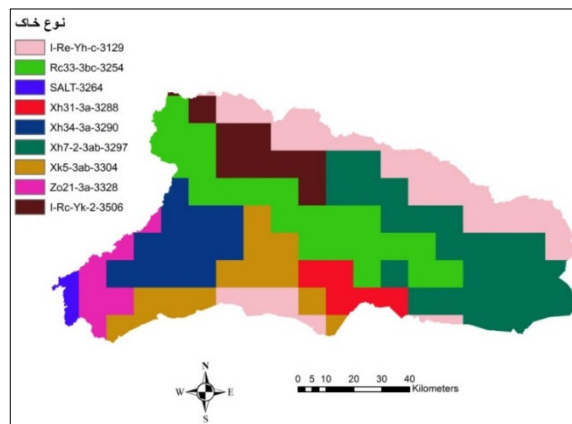 نوع خاک
I-Re-Yh-c-3129
Rc33-3bc-3254
SALT-3264
Xh31-3a-3288
Xh34-3a-3290
Xh7-2-3ab-3297
Xk5-3ab-3304
Zo21-3a-3328
I-Rc-Yk-2-3506
N
W E
S
0 5 10 20 30 40
Kilometers